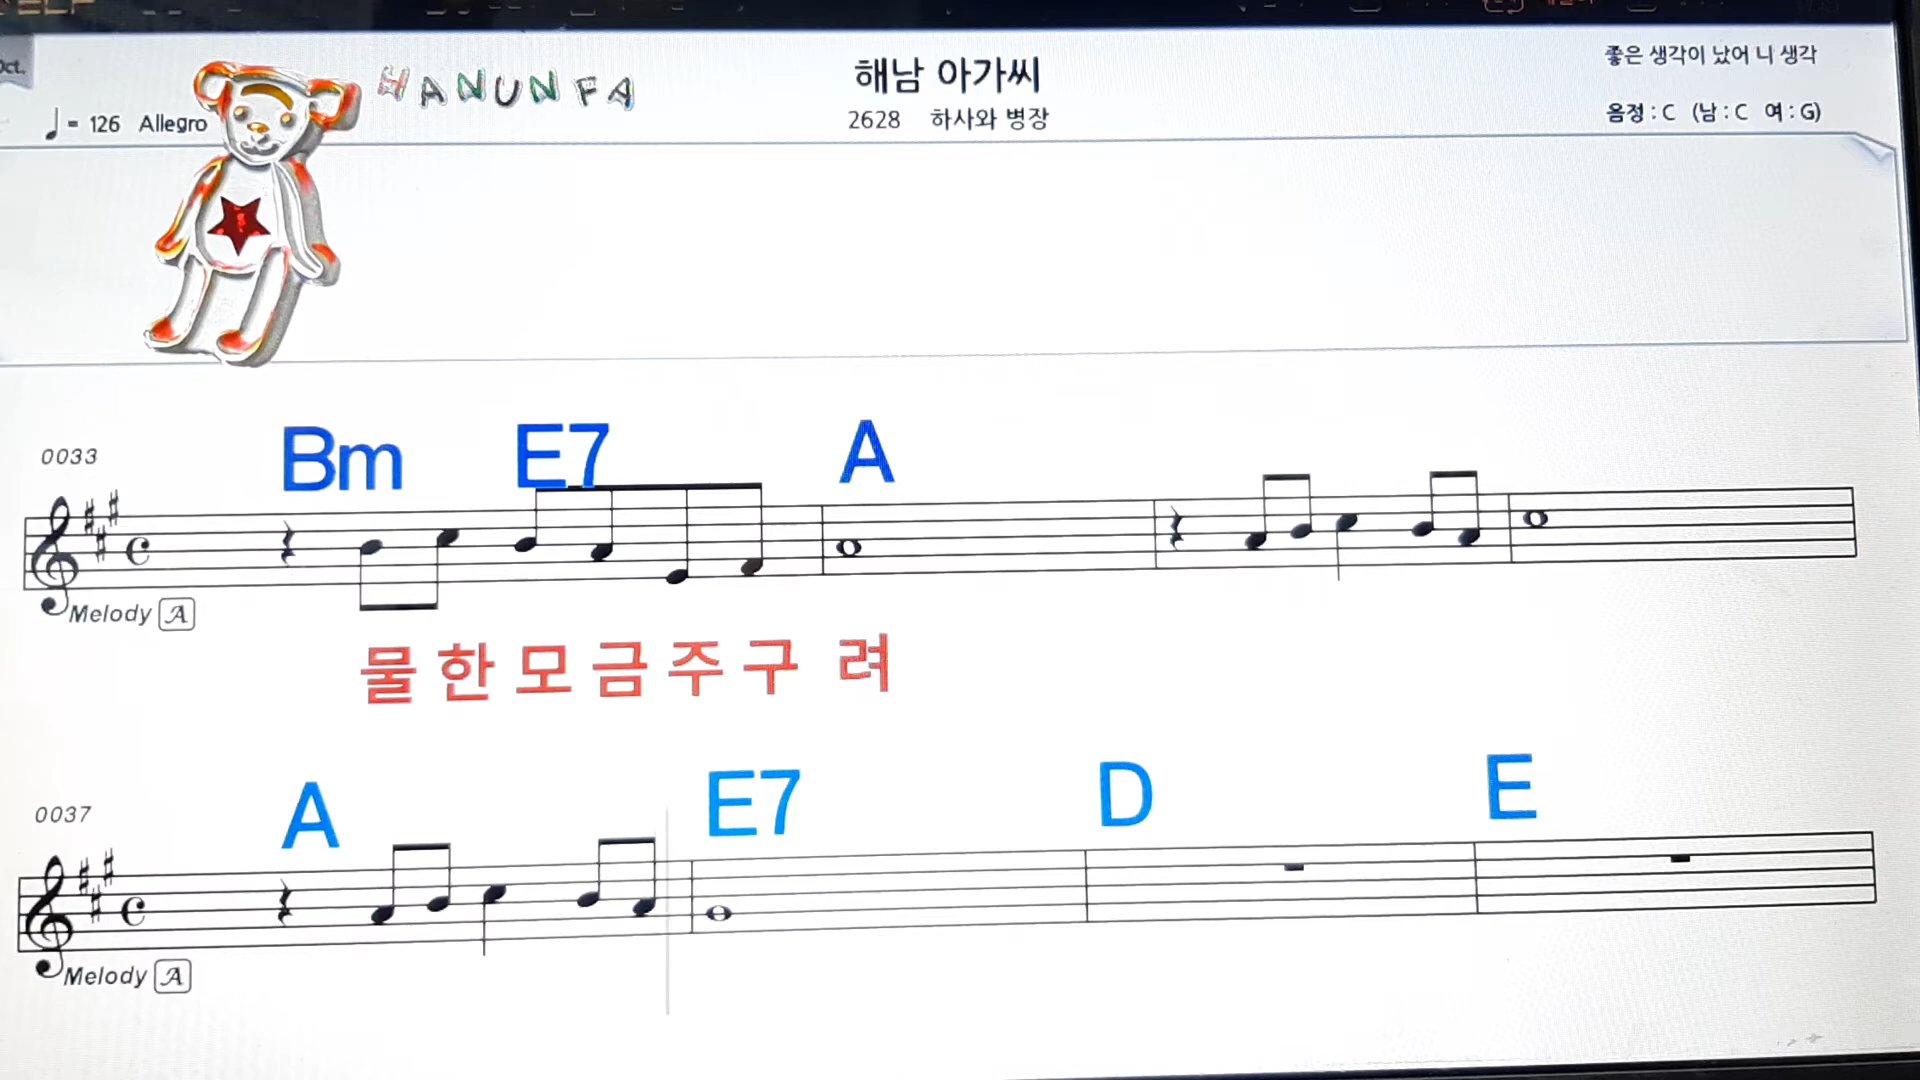 HANUNFA
해남 아가씨
좋은 생각이 났어 니 생각
♩= 126 Allegro
2628 하사와 병장
음정 : C (남 : C 여 : G)
0033
Bm E7 A
Melody A
물 한 모 금 주 구 려
0037
A E7 D E
Melody A